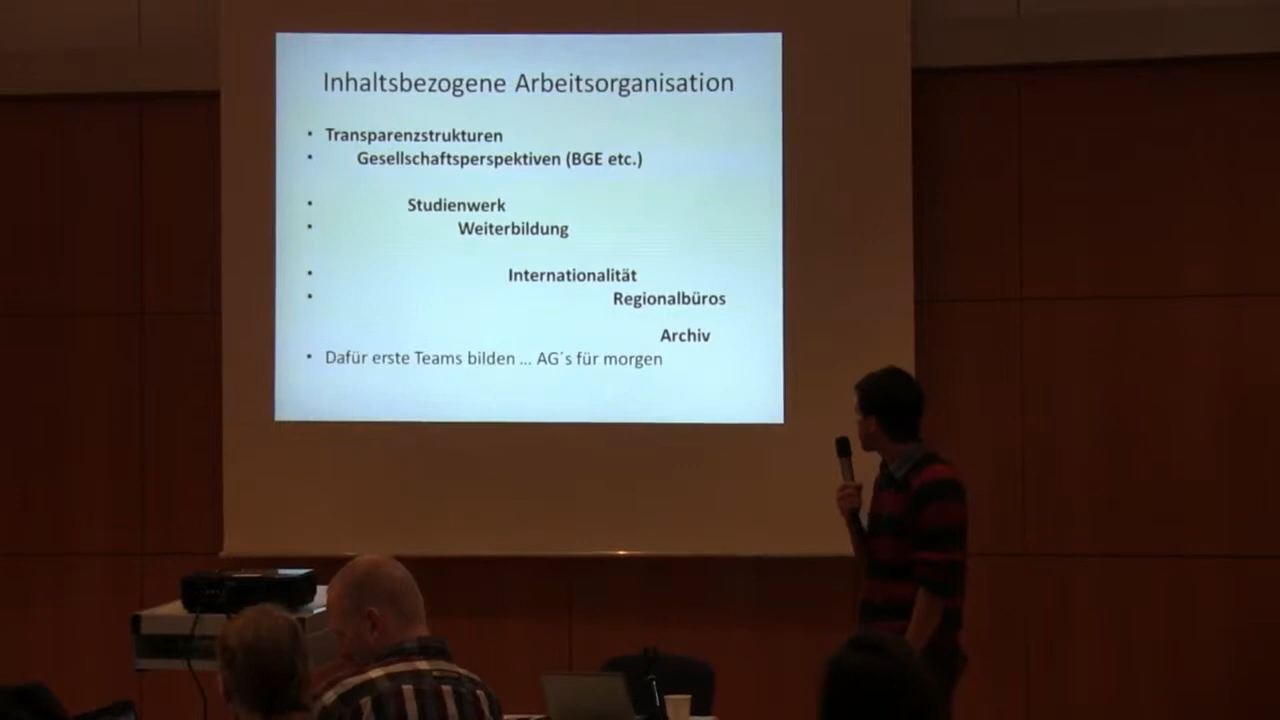 Inhaltsbezogene Arbeitsorganisation
• Transparenzstrukturen
• Gesellschaftsperspektiven (BGE etc.)
• Studienwerk
• Weiterbildung
• Internationalität
• Regionalbüros
Archiv
• Dafür erste Teams bilden ... AG´s für morgen